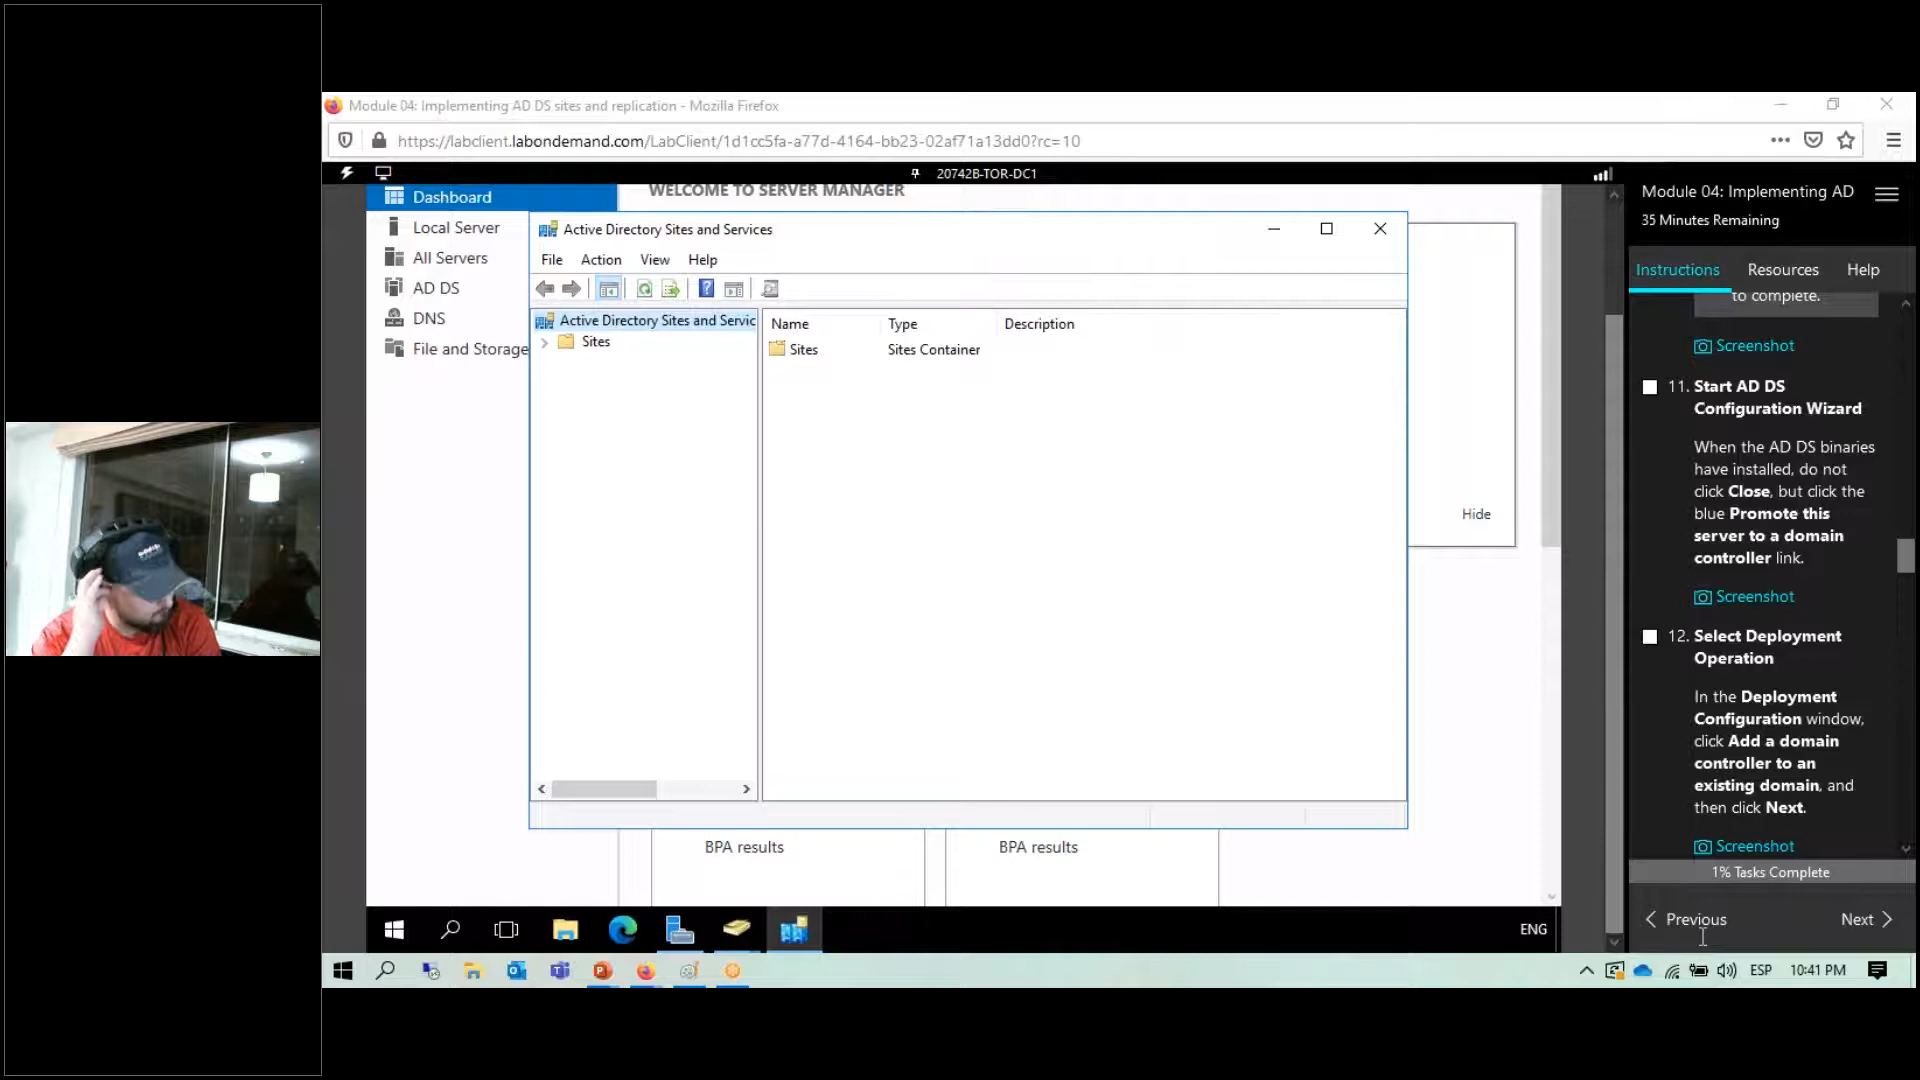 Module 04: Implementing AD DS sites and replication - Mozilla Firefox
https://labclient.labondemand.com/LabClient/1d1cc5fa-a77d-4164-bb23-02af71a13dd0?rc=10
20742B-TOR-DC1
Dashboard
Local Server
All Servers
AD DS
DNS
File and Storage
WELCOME TO SERVER MANAGER
Active Directory Sites and Services
File Action View Help
Active Directory Sites and Servic
Sites
Name Type Description
Sites Sites Container
Hide
BPA results
BPA results
ENG
Module 04: Implementing AD
35 Minutes Remaining
Instructions Resources Help
to complete.
Screenshot
11. Start AD DS
Configuration Wizard
When the AD DS binaries
have installed, do not
click Close, but click the
blue Promote this
server to a domain
controller link.
Screenshot
12. Select Deployment
Operation
In the Deployment
Configuration window,
click Add a domain
controller to an
existing domain, and
then click Next.
Screenshot
1% Tasks Complete
Previous Next
ESP 10:41 PM